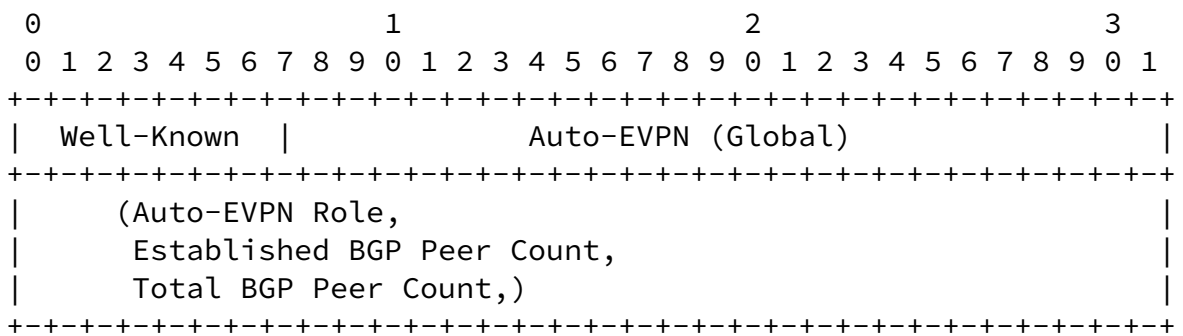 0                   1                   2                   3
 0 1 2 3 4 5 6 7 8 9 0 1 2 3 4 5 6 7 8 9 0 1 2 3 4 5 6 7 8 9 0 1
+-+-+-+-+-+-+-+-+-+-+-+-+-+-+-+-+-+-+-+-+-+-+-+-+-+-+-+-+-+-+-+-+
|  Well-Known  |             Auto-EVPN (Global)                 |
+-+-+-+-+-+-+-+-+-+-+-+-+-+-+-+-+-+-+-+-+-+-+-+-+-+-+-+-+-+-+-+-+
|     (Auto-EVPN Role,                                          |
|      Established BGP Peer Count,                              |
|      Total BGP Peer Count,)                                   |
+-+-+-+-+-+-+-+-+-+-+-+-+-+-+-+-+-+-+-+-+-+-+-+-+-+-+-+-+-+-+-+-+